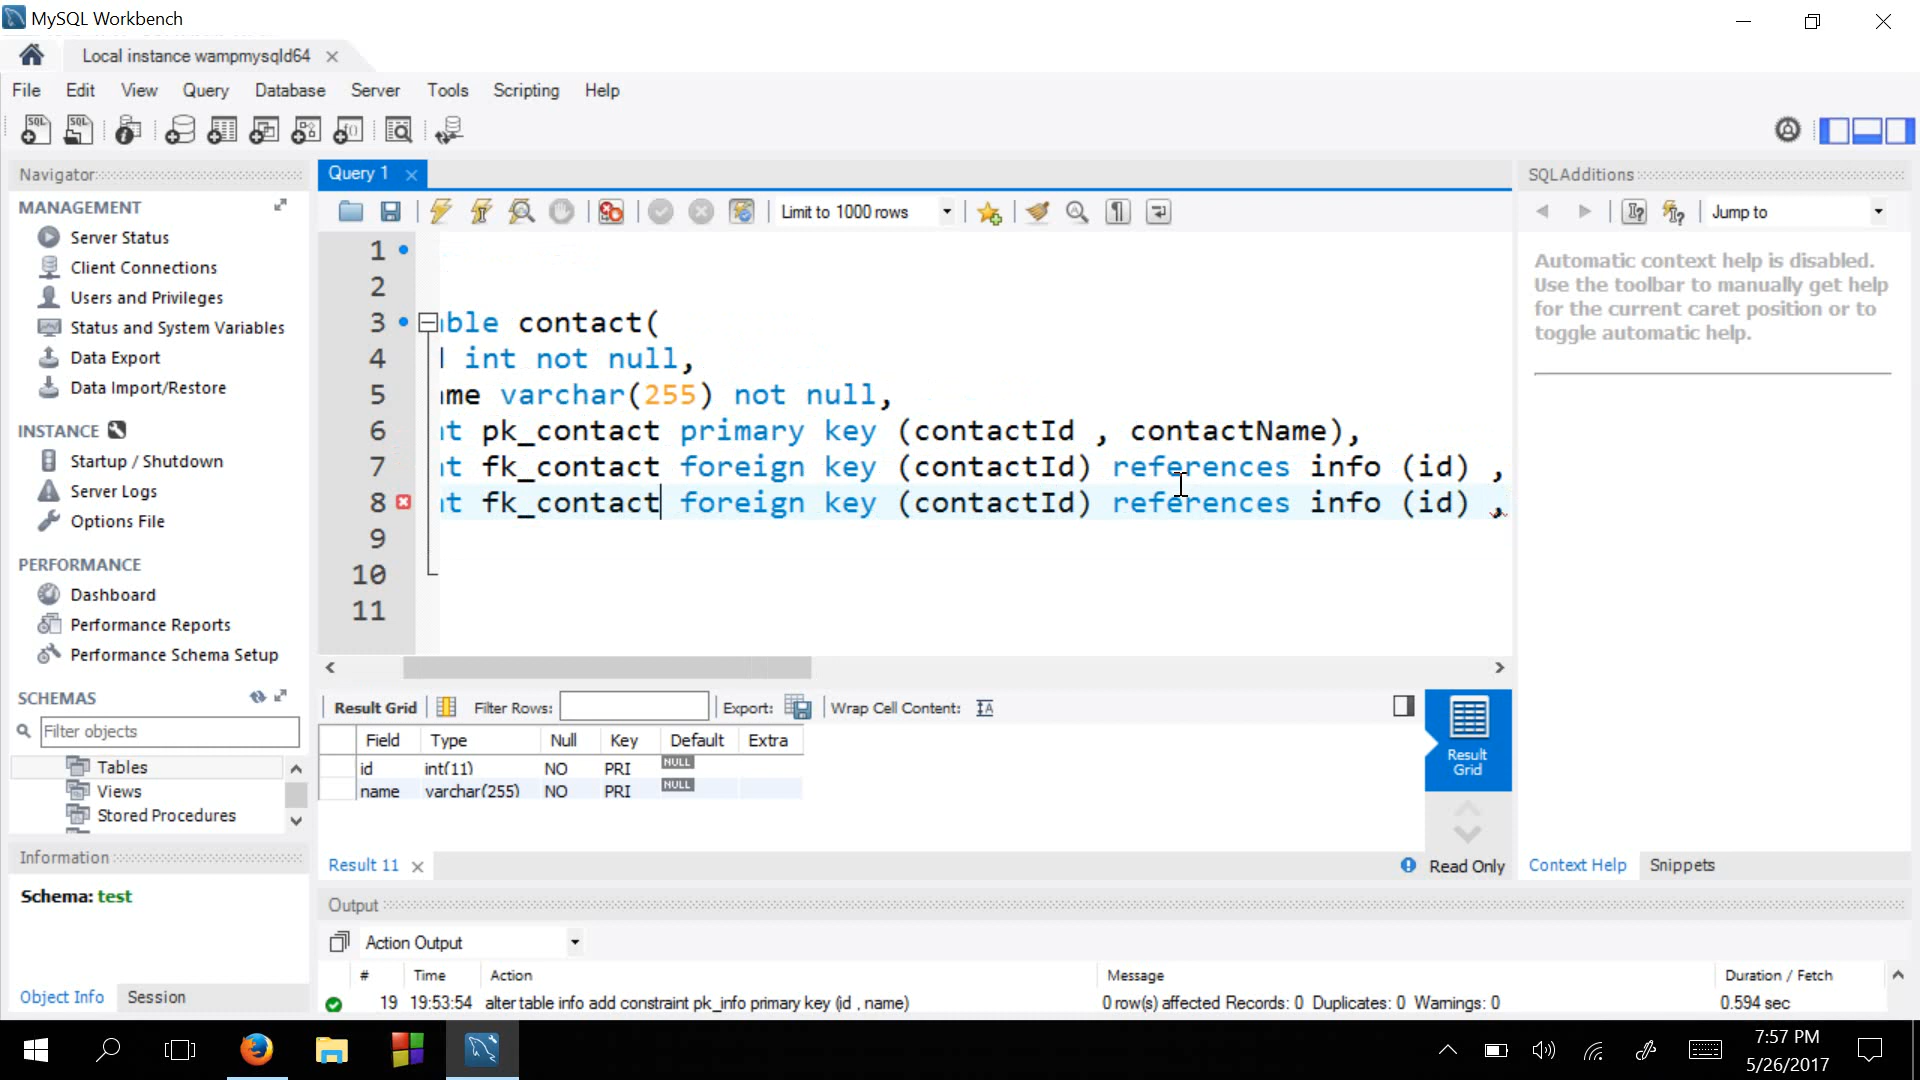 MySQL Workbench
Local instance wampmysqld64
File Edit View Query Database Server Tools Scripting Help
Navigator
MANAGEMENT
Server Status
Client Connections
Users and Privileges
Status and System Variables
Data Export
Data Import/Restore
INSTANCE
Startup / Shutdown
Server Logs
Options File
PERFORMANCE
Dashboard
Performance Reports
Performance Schema Setup
SCHEMAS
Filter objects
Tables
Views
Stored Procedures
Information
Schema: test
Object Info Session
Query 1
Limit to 1000 rows
1
2
3 ble contact(
4 int not null,
5 me varchar(255) not null,
6 t pk_contact primary key (contactId , contactName),
7 t fk_contact foreign key (contactId) references info (id) ,
8 t fk_contact foreign key (contactId) references info (id) ,
9
10
11
Result Grid Filter Rows: Export: Wrap Cell Content:
Field Type Null Key Default Extra
id int(11) NO PRI NULL
name varchar(255) NO PRI NULL
Result Grid
Result 11
Read Only
SQLAdditions
Jump to
Automatic context help is disabled.
Use the toolbar to manually get help
for the current caret position or to
toggle automatic help.
Context Help Snippets
Output
Action Output
# Time Action Message Duration / Fetch
19 19:53:54 alter table info add constraint pk_info primary key (id , name) 0 row(s) affected Records: 0 Duplicates: 0 Warnings: 0 0.594 sec
7:57 PM
5/26/2017